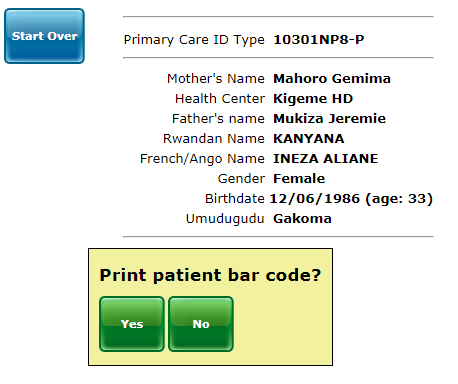 Start Over
Primary Care ID Type 10301NP8-P
Mother's Name Mahoro Gemima
Health Center Kigeme HD
Father's name Mukiza Jeremie
Rwandan Name KANYANA
French/Ango Name INEZA ALIANE
Gender Female
Birthdate 12/06/1986 (age: 33)
Umudugudu Gakoma
Print patient bar code?
Yes No